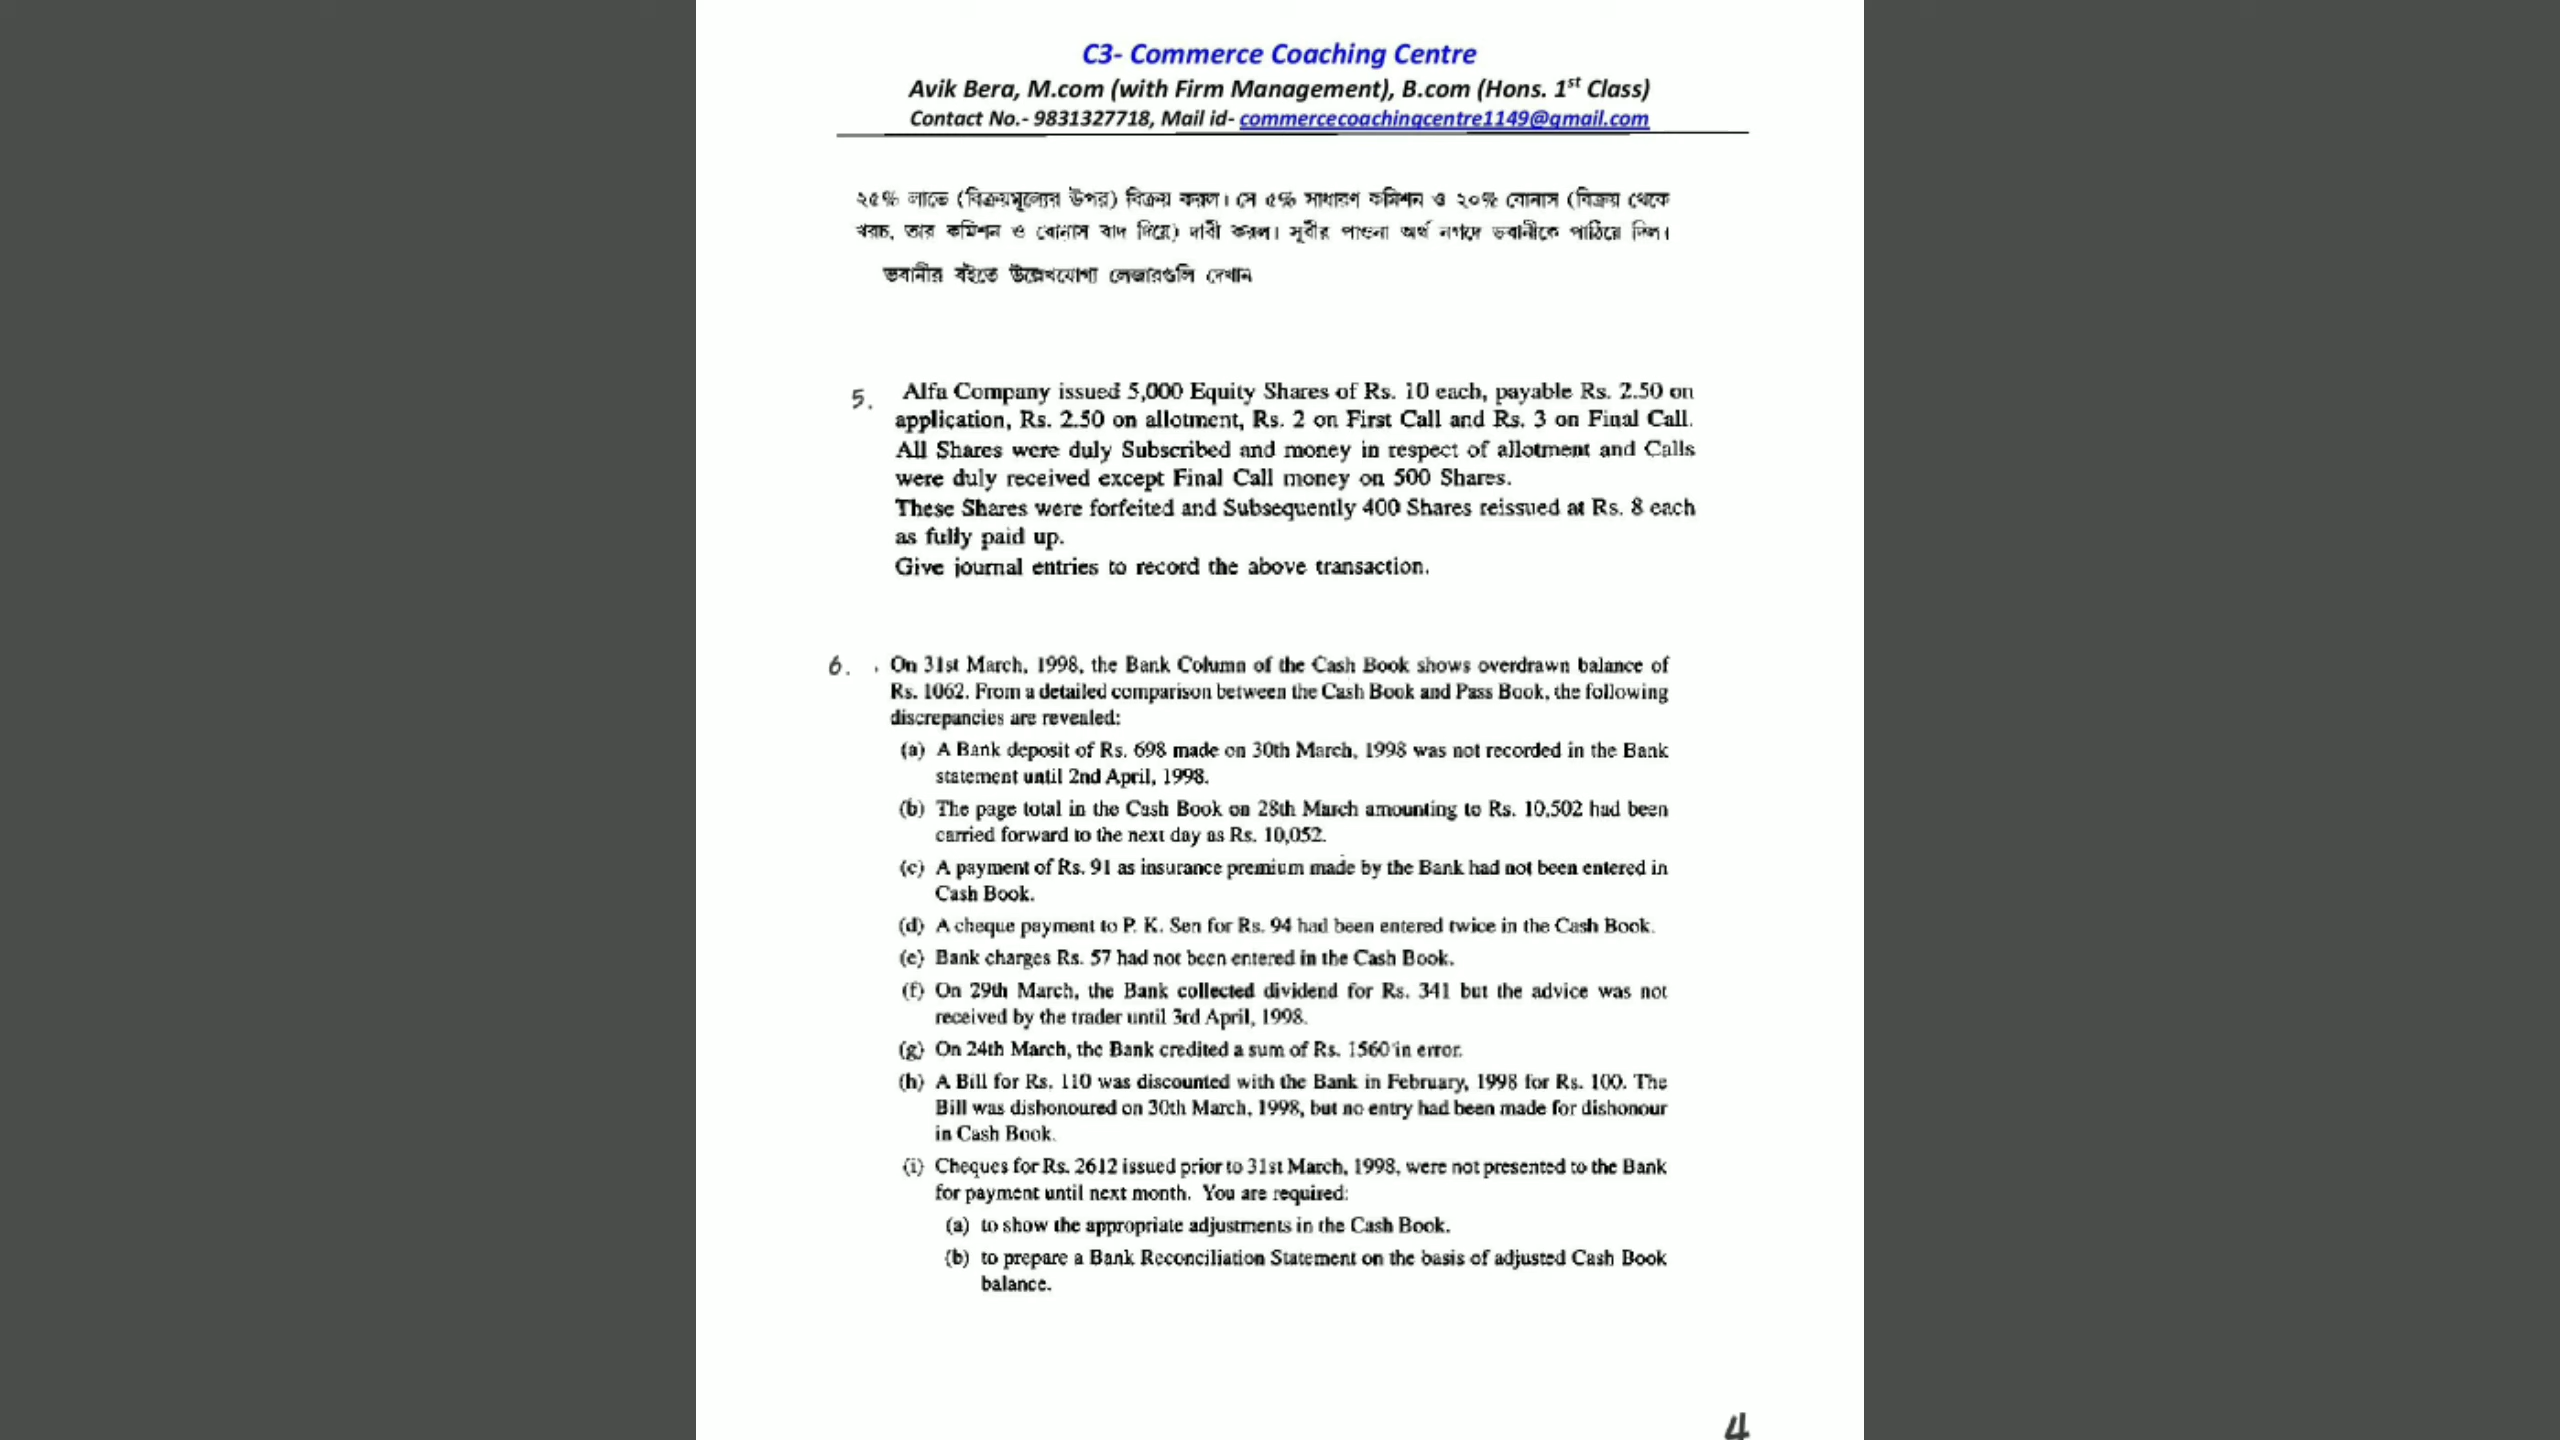 C3- Commerce Coaching Centre
Avik Bera, M.com (with Firm Management), B.com (Hons. 1st Class)
Contact No.- 9831327718, Mail id- commercecoachingcentre1149@gmail.com
২৫% লাভে (বিক্রয়মূল্যের উপর) বিক্রয় করল। সে ৫% সাধারণ কমিশন ও ২০% বোনাস (বিক্রয় থেকে
খরচ, তার কমিশন ও বোনাস বাদ দিয়ে) দাবী করল। সুবীর পাওনা অর্থ নগদে ভবানীকে পাঠিয়ে দিল।
ভবানীর বইতে উল্লেখযোগ্য লেজারগুলি দেখান
5. Alfa Company issued 5,000 Equity Shares of Rs. 10 each, payable Rs. 2.50 on
application, Rs. 2.50 on allotment, Rs. 2 on First Call and Rs. 3 on Final Call.
All Shares were duly Subscribed and money in respect of allotment and Calls
were duly received except Final Call money on 500 Shares.
These Shares were forfeited and Subsequently 400 Shares reissued at Rs. 8 each
as fully paid up.
Give journal entries to record the above transaction.
6. On 31st March, 1998, the Bank Column of the Cash Book shows overdrawn balance of
Rs. 1062. From a detailed comparison between the Cash Book and Pass Book, the following
discrepancies are revealed:
(a) A Bank deposit of Rs. 698 made on 30th March, 1998 was not recorded in the Bank
statement until 2nd April, 1998.
(b) The page total in the Cash Book on 28th March amounting to Rs. 10,502 had been
carried forward to the next day as Rs. 10,052.
(c) A payment of Rs. 91 as insurance premium made by the Bank had not been entered in
Cash Book.
(d) A cheque payment to P. K. Sen for Rs. 94 had been entered twice in the Cash Book.
(e) Bank charges Rs. 57 had not been entered in the Cash Book.
(f) On 29th March, the Bank collected dividend for Rs. 341 but the advice was not
received by the trader until 3rd April, 1998.
(g) On 24th March, the Bank credited a sum of Rs. 1560 in error.
(h) A Bill for Rs. 110 was discounted with the Bank in February, 1998 for Rs. 100. The
Bill was dishonoured on 30th March, 1998, but no entry had been made for dishonour
in Cash Book.
(i) Cheques for Rs. 2612 issued prior to 31st March, 1998, were not presented to the Bank
for payment until next month. You are required:
(a) to show the appropriate adjustments in the Cash Book.
(b) to prepare a Bank Reconciliation Statement on the basis of adjusted Cash Book
balance.
4